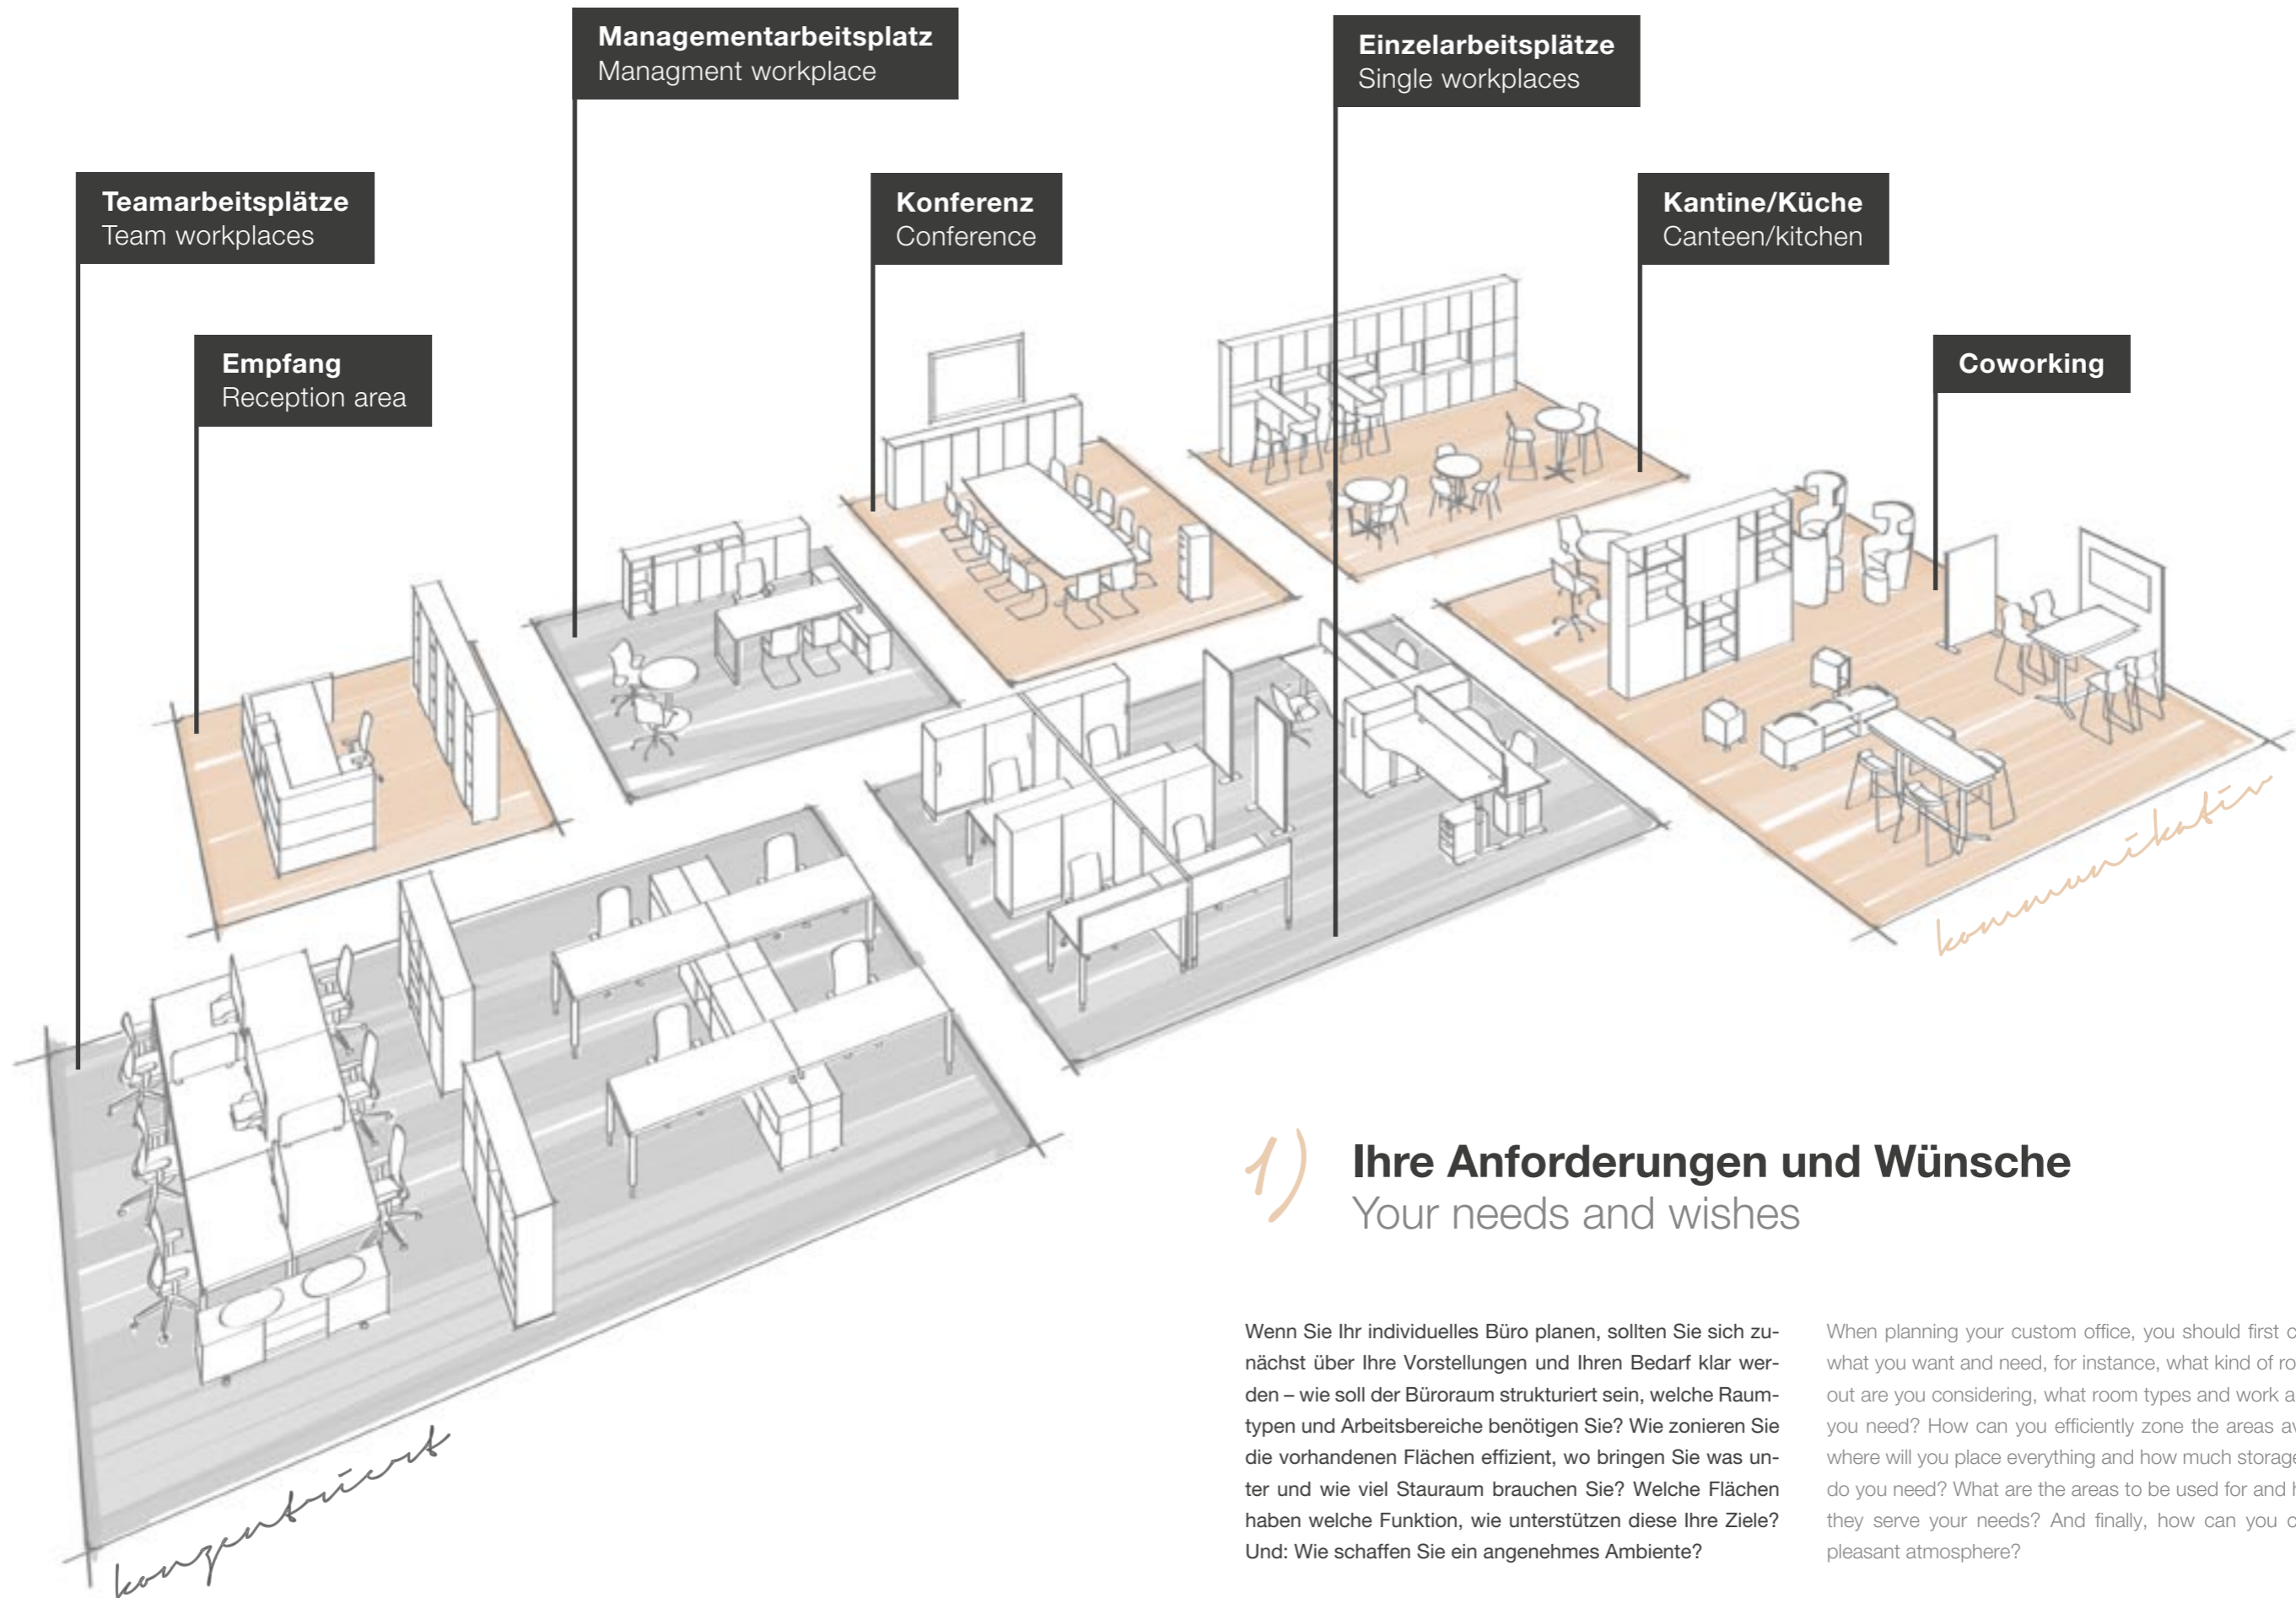 Managementarbeitsplatz
Managment workplace
Einzelarbeitsplätze
Single workplaces
Teamarbeitsplätze
Team workplaces
Konferenz
Conference
Kantine/Küche
Canteen/kitchen
Empfang
Reception area
Coworking
kommunikativ
konzentriert
1)
Ihre Anforderungen und Wünsche
Your needs and wishes
Wenn Sie Ihr individuelles Büro planen, sollten Sie sich zu-
nächst über Ihre Vorstellungen und Ihren Bedarf klar wer-
den – wie soll der Büroraum strukturiert sein, welche Raum-
typen und Arbeitsbereiche benötigen Sie? Wie zonieren Sie
die vorhandenen Flächen effizient, wo bringen Sie was un-
ter und wie viel Stauraum brauchen Sie? Welche Flächen
haben welche Funktion, wie unterstützen diese Ihre Ziele?
Und: Wie schaffen Sie ein angenehmes Ambiente?
When planning your custom office, you should first
what you want and need, for instance, what kind of
out are you considering, what room types and work
you need? How can you efficiently zone the areas
where will you place everything and how much storage
do you need? What are the areas to be used for and
they serve your needs? And finally, how can you
pleasant atmosphere?